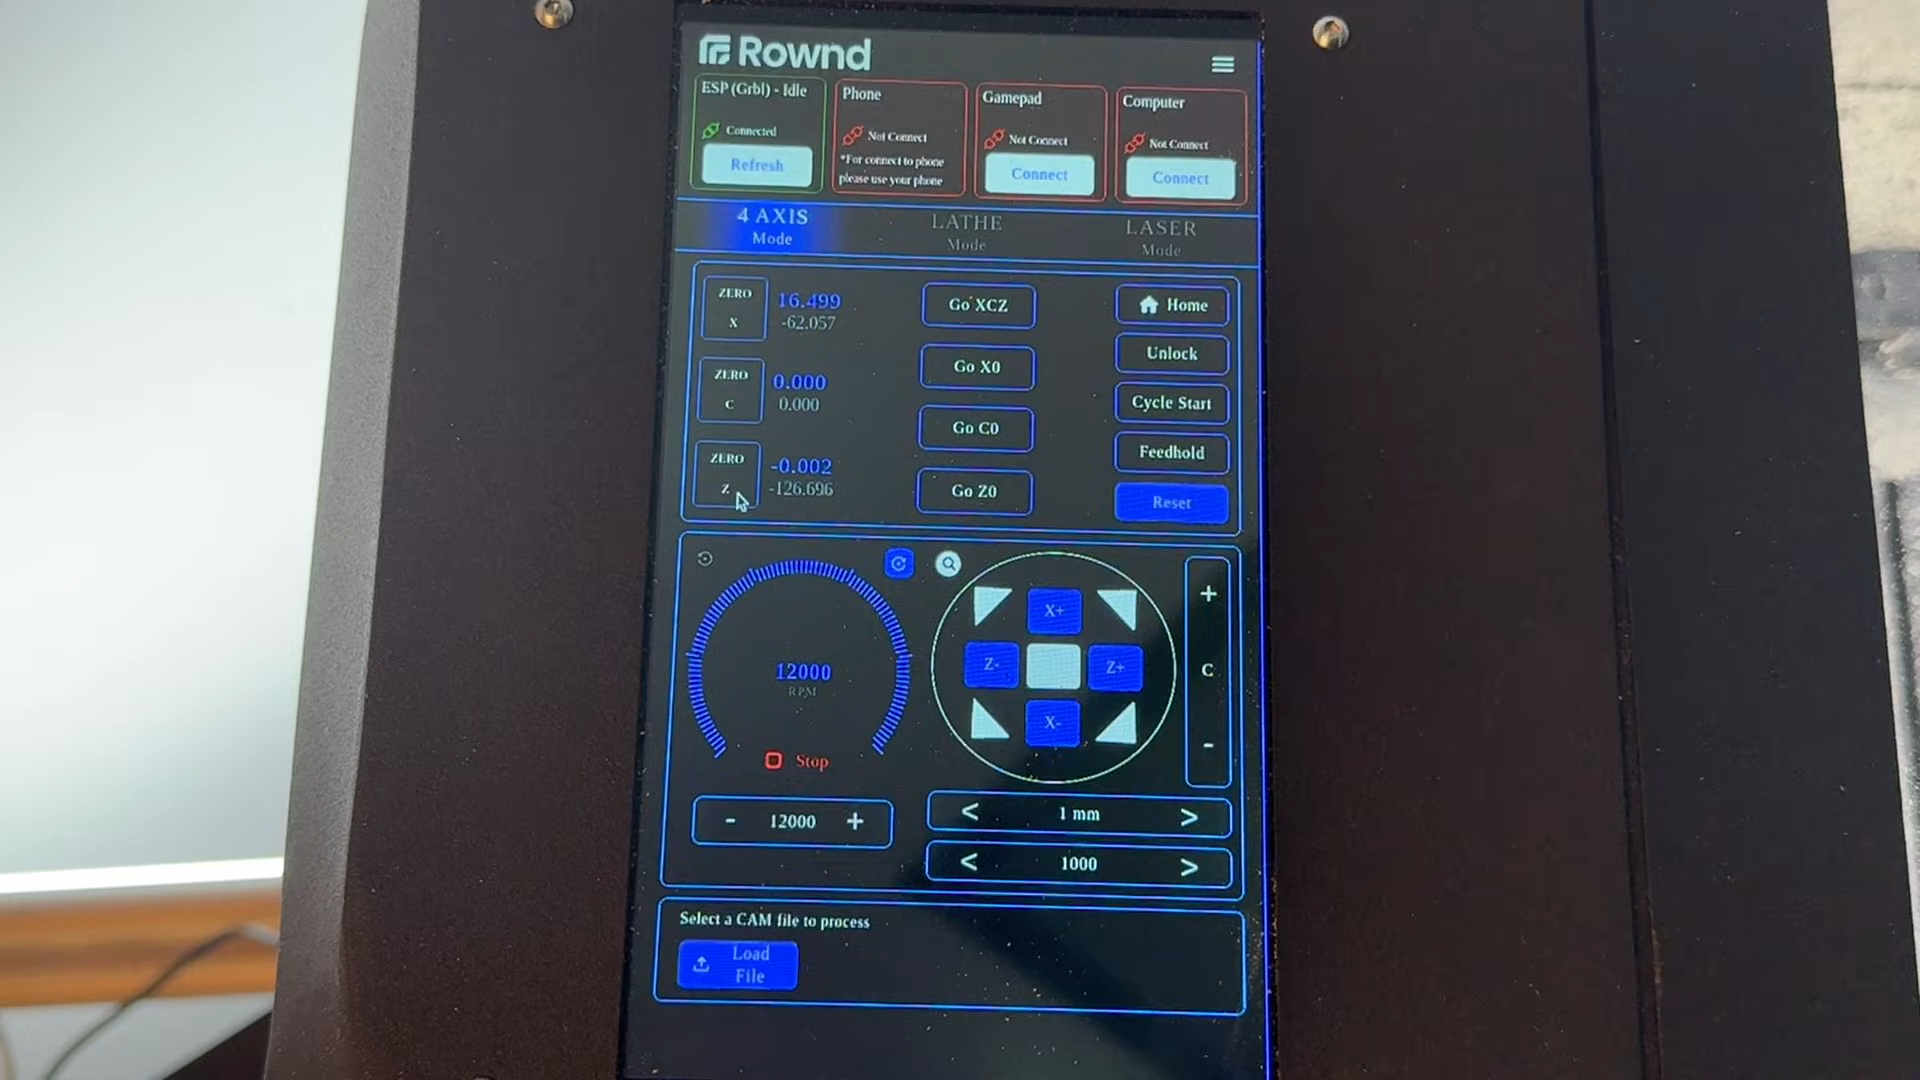 Rownd
ESP (Grbl) - Idle
Connected
Refresh
Phone
Not Connect
*For connect to phone
please use your phone
Gamepad
Not Connect
Connect
Computer
Not Connect
Connect
4 AXIS
Mode
LATHE
Mode
LASER
Mode
ZERO
X
16.499
-62.057
Go XCZ
Home
Go X0
Unlock
ZERO
C
0.000
0.000
Go C0
Cycle Start
ZERO
Z
-0.002
-126.696
Go Z0
Feedhold
Reset
12000
RPM
Stop
- 12000 +
X+
Z-
Z+
X-
+
C
-
< 1 mm >
< 1000 >
Select a CAM file to process
Load
File